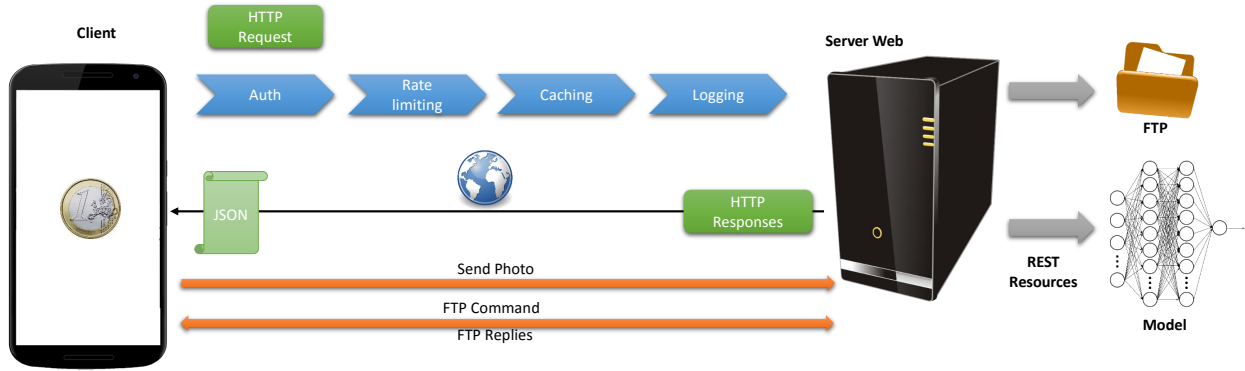 Client
HTTP
Request
Server Web
Auth
Rate
limiting
Caching
Logging
FTP
JSON
HTTP
Responses
1
REST
Resources
Send Photo
FTP Command
FTP Replies
Model